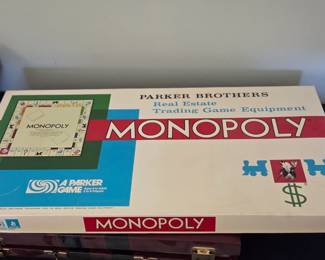 PARKER BROTHERS
Real Estate
Trading Game Equipment
MONOPOLY
MONOPOLY
A PARKER
GAME
$
MONOPOLY